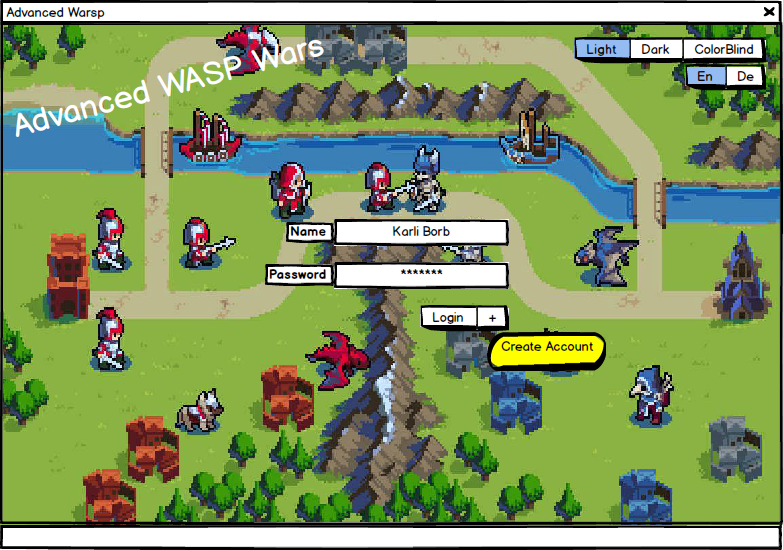 Advanced Warsp
Advanced WASP Wars
Light Dark ColorBlind
En De
Name Karli Borb
Password *******
Login +
Create Account